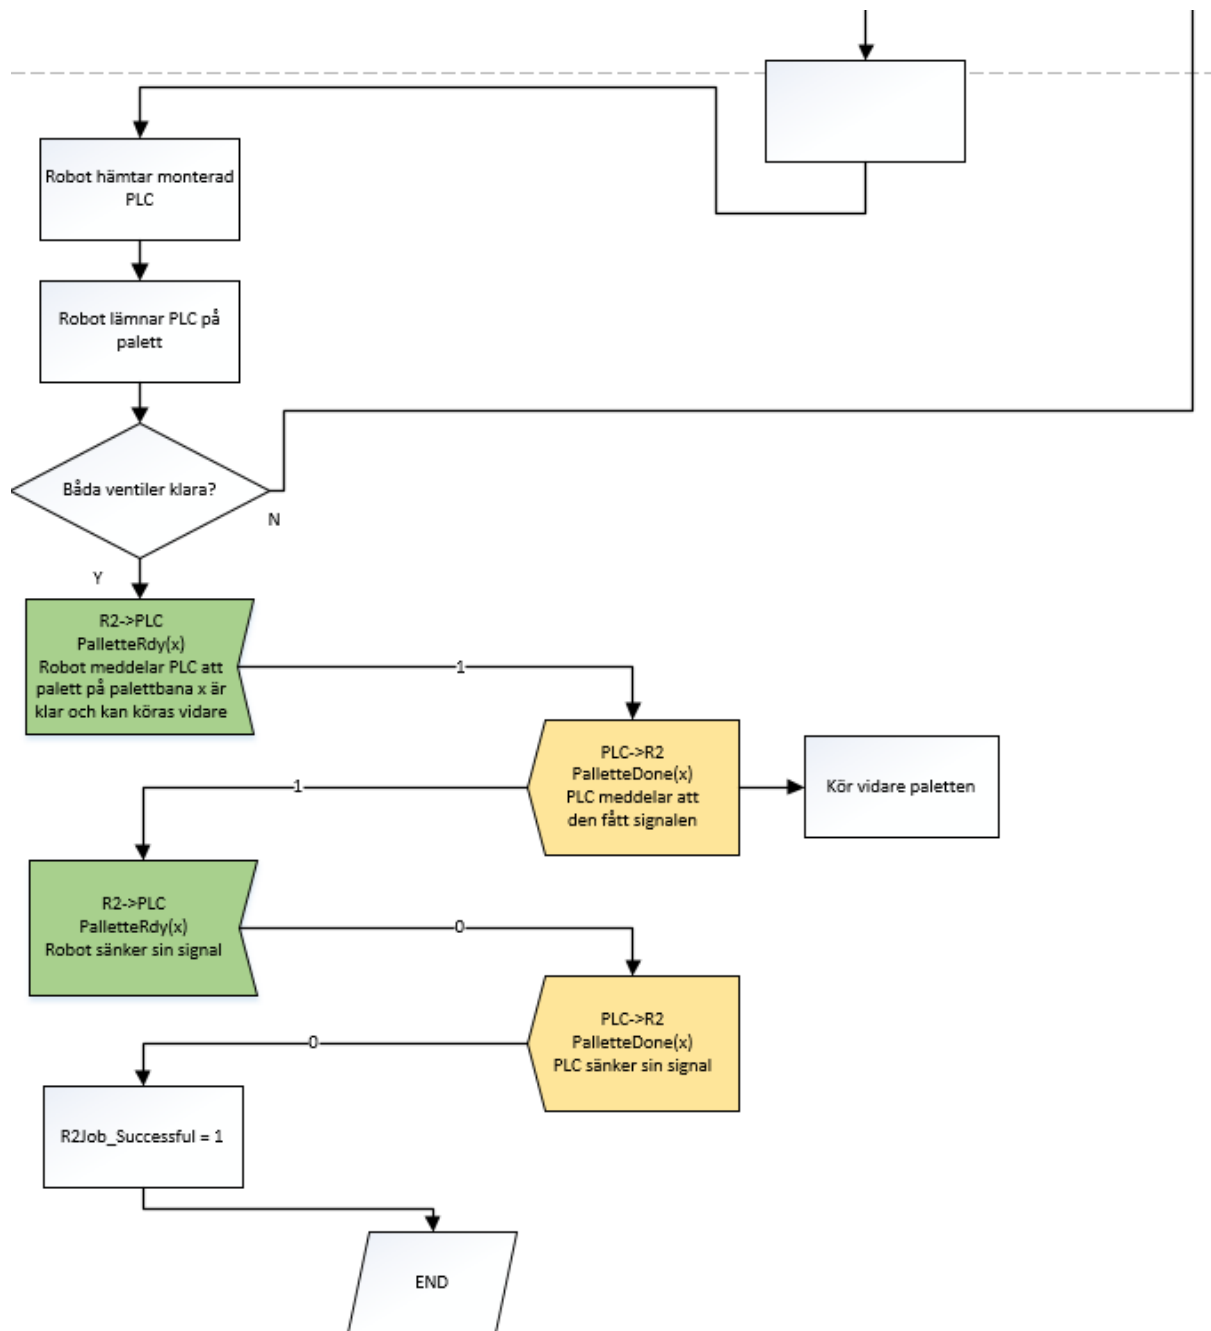 Robot hämtar monterad
PLC
Robot lämnar PLC på
palett
Båda ventiler klara?
N
Y
R2->PLC
PalletteRdy(x)
Robot meddelar PLC att
palett på palettbana x är
klar och kan köras vidare
1
PLC->R2
PalletteDone(x)
PLC meddelar att
den fått signalen
Kör vidare paletten
1
R2->PLC
PalletteRdy(x)
Robot sänker sin signal
0
PLC->R2
PalletteDone(x)
PLC sänker sin signal
0
R2Job_Successful = 1
END